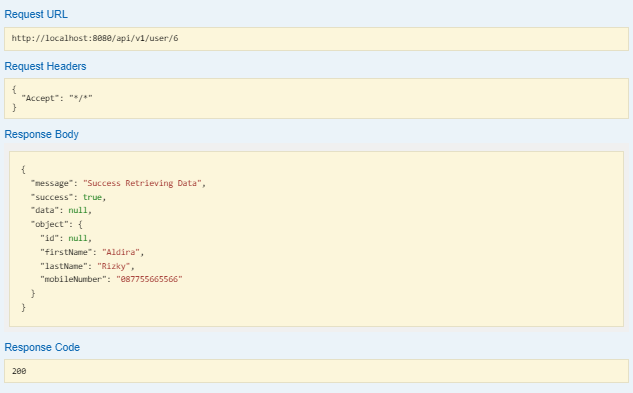 Request URL
http://localhost:8080/api/v1/user/6
Request Headers
{
  "Accept": "*/*"
}
Response Body
{
  "message": "Success Retrieving Data",
  "success": true,
  "data": null,
  "object": {
    "id": null,
    "firstName": "Aldira",
    "lastName": "Rizky",
    "mobileNumber": "087755665566"
  }
}
Response Code
200